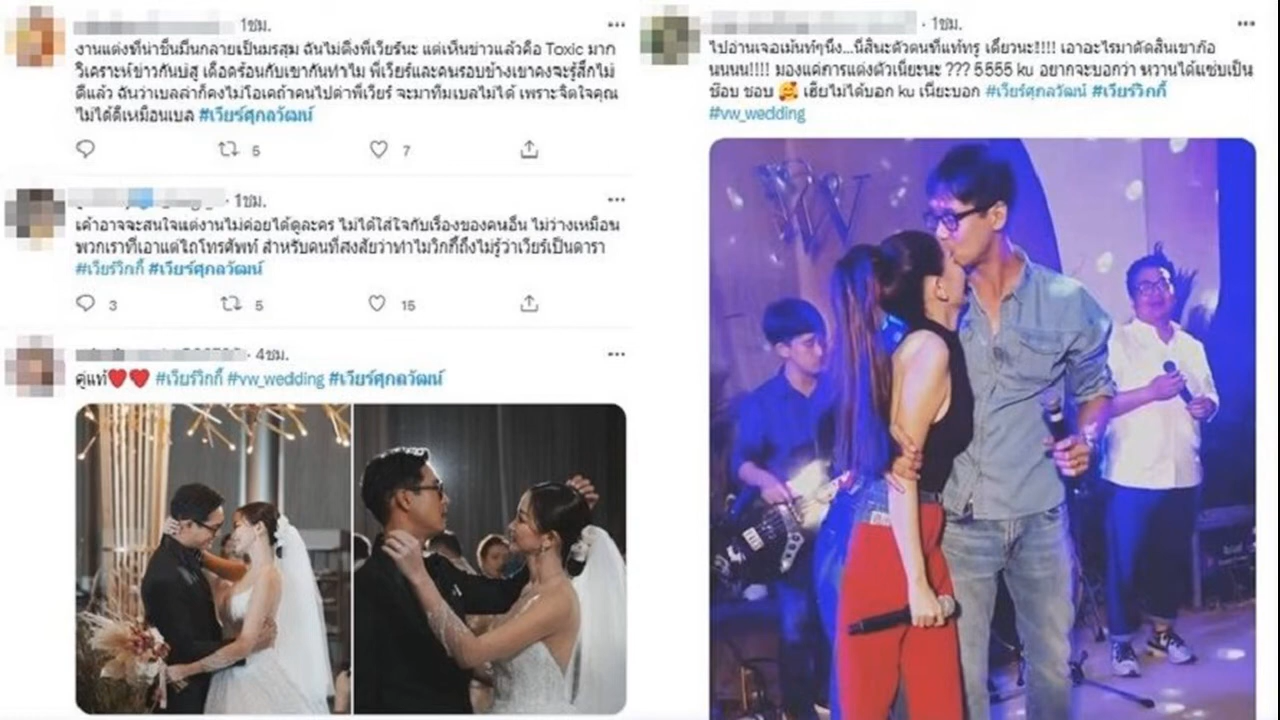 1ชม.
งานแต่งที่น่าชื่นมื่นกลายเป็นมรสุม ฉันไม่ติ่งพี่เวียร์นะ แต่เห็นข่าวแล้วคือ Toxic มาก
วิเคราะห์ข่าวกันบ่สู เดือดร้อนกับเขากันทำไม พี่เวียร์และคนรอบข้างเขาคงจะรู้สึกไม่
ดีแล้ว ฉันว่าเบลล่าก็คงไม่โอเคถ้าคนไปด่าพี่เวียร์ จะมาทีมเบลไม่ได้ เพราะจิตใจคุณ
ไม่ได้ดีเหมือนเบล #เวียร์ศุกลวัฒน์
5 7
· 1ชม.
เค้าอาจจะสนใจแต่งานไม่ค่อยได้ดูละคร ไม่ได้ใส่ใจกับเรื่องของคนอื่น ไม่ว่างเหมือน
พวกเราที่เอาแต่ไถโทรศัพท์ สำหรับคนที่สงสัยว่าทำไมวิกกี้ถึงไม่รู้ว่าเวียร์เป็นดารา
#เวียร์วิกกี้ #เวียร์ศุกลวัฒน์
3 5 15
· 4ชม.
คู่แท้❤️❤️ #เวียร์วิกกี้ #vw_wedding #เวียร์ศุกลวัฒน์
· 1ชม.
ไปอ่านเจอเม้นท์ๆนึง...นี่สินะตัวตนที่แท้ทรู เดี๋ยวนะ!!!! เอาอะไรมาตัดสินเขาก๊อ
นนนน!!!! มองแค่การแต่งตัวเนี่ยะนะ ??? 5555 ku อยากจะบอกว่า หวานได้แซ่บเป็น
ช๊อบ ชอบ 🥰 เฮียไม่ได้บอก ku เนี่ยะบอก #เวียร์ศุกลวัฒน์ #เวียร์วิกกี้
#vw_wedding
VW